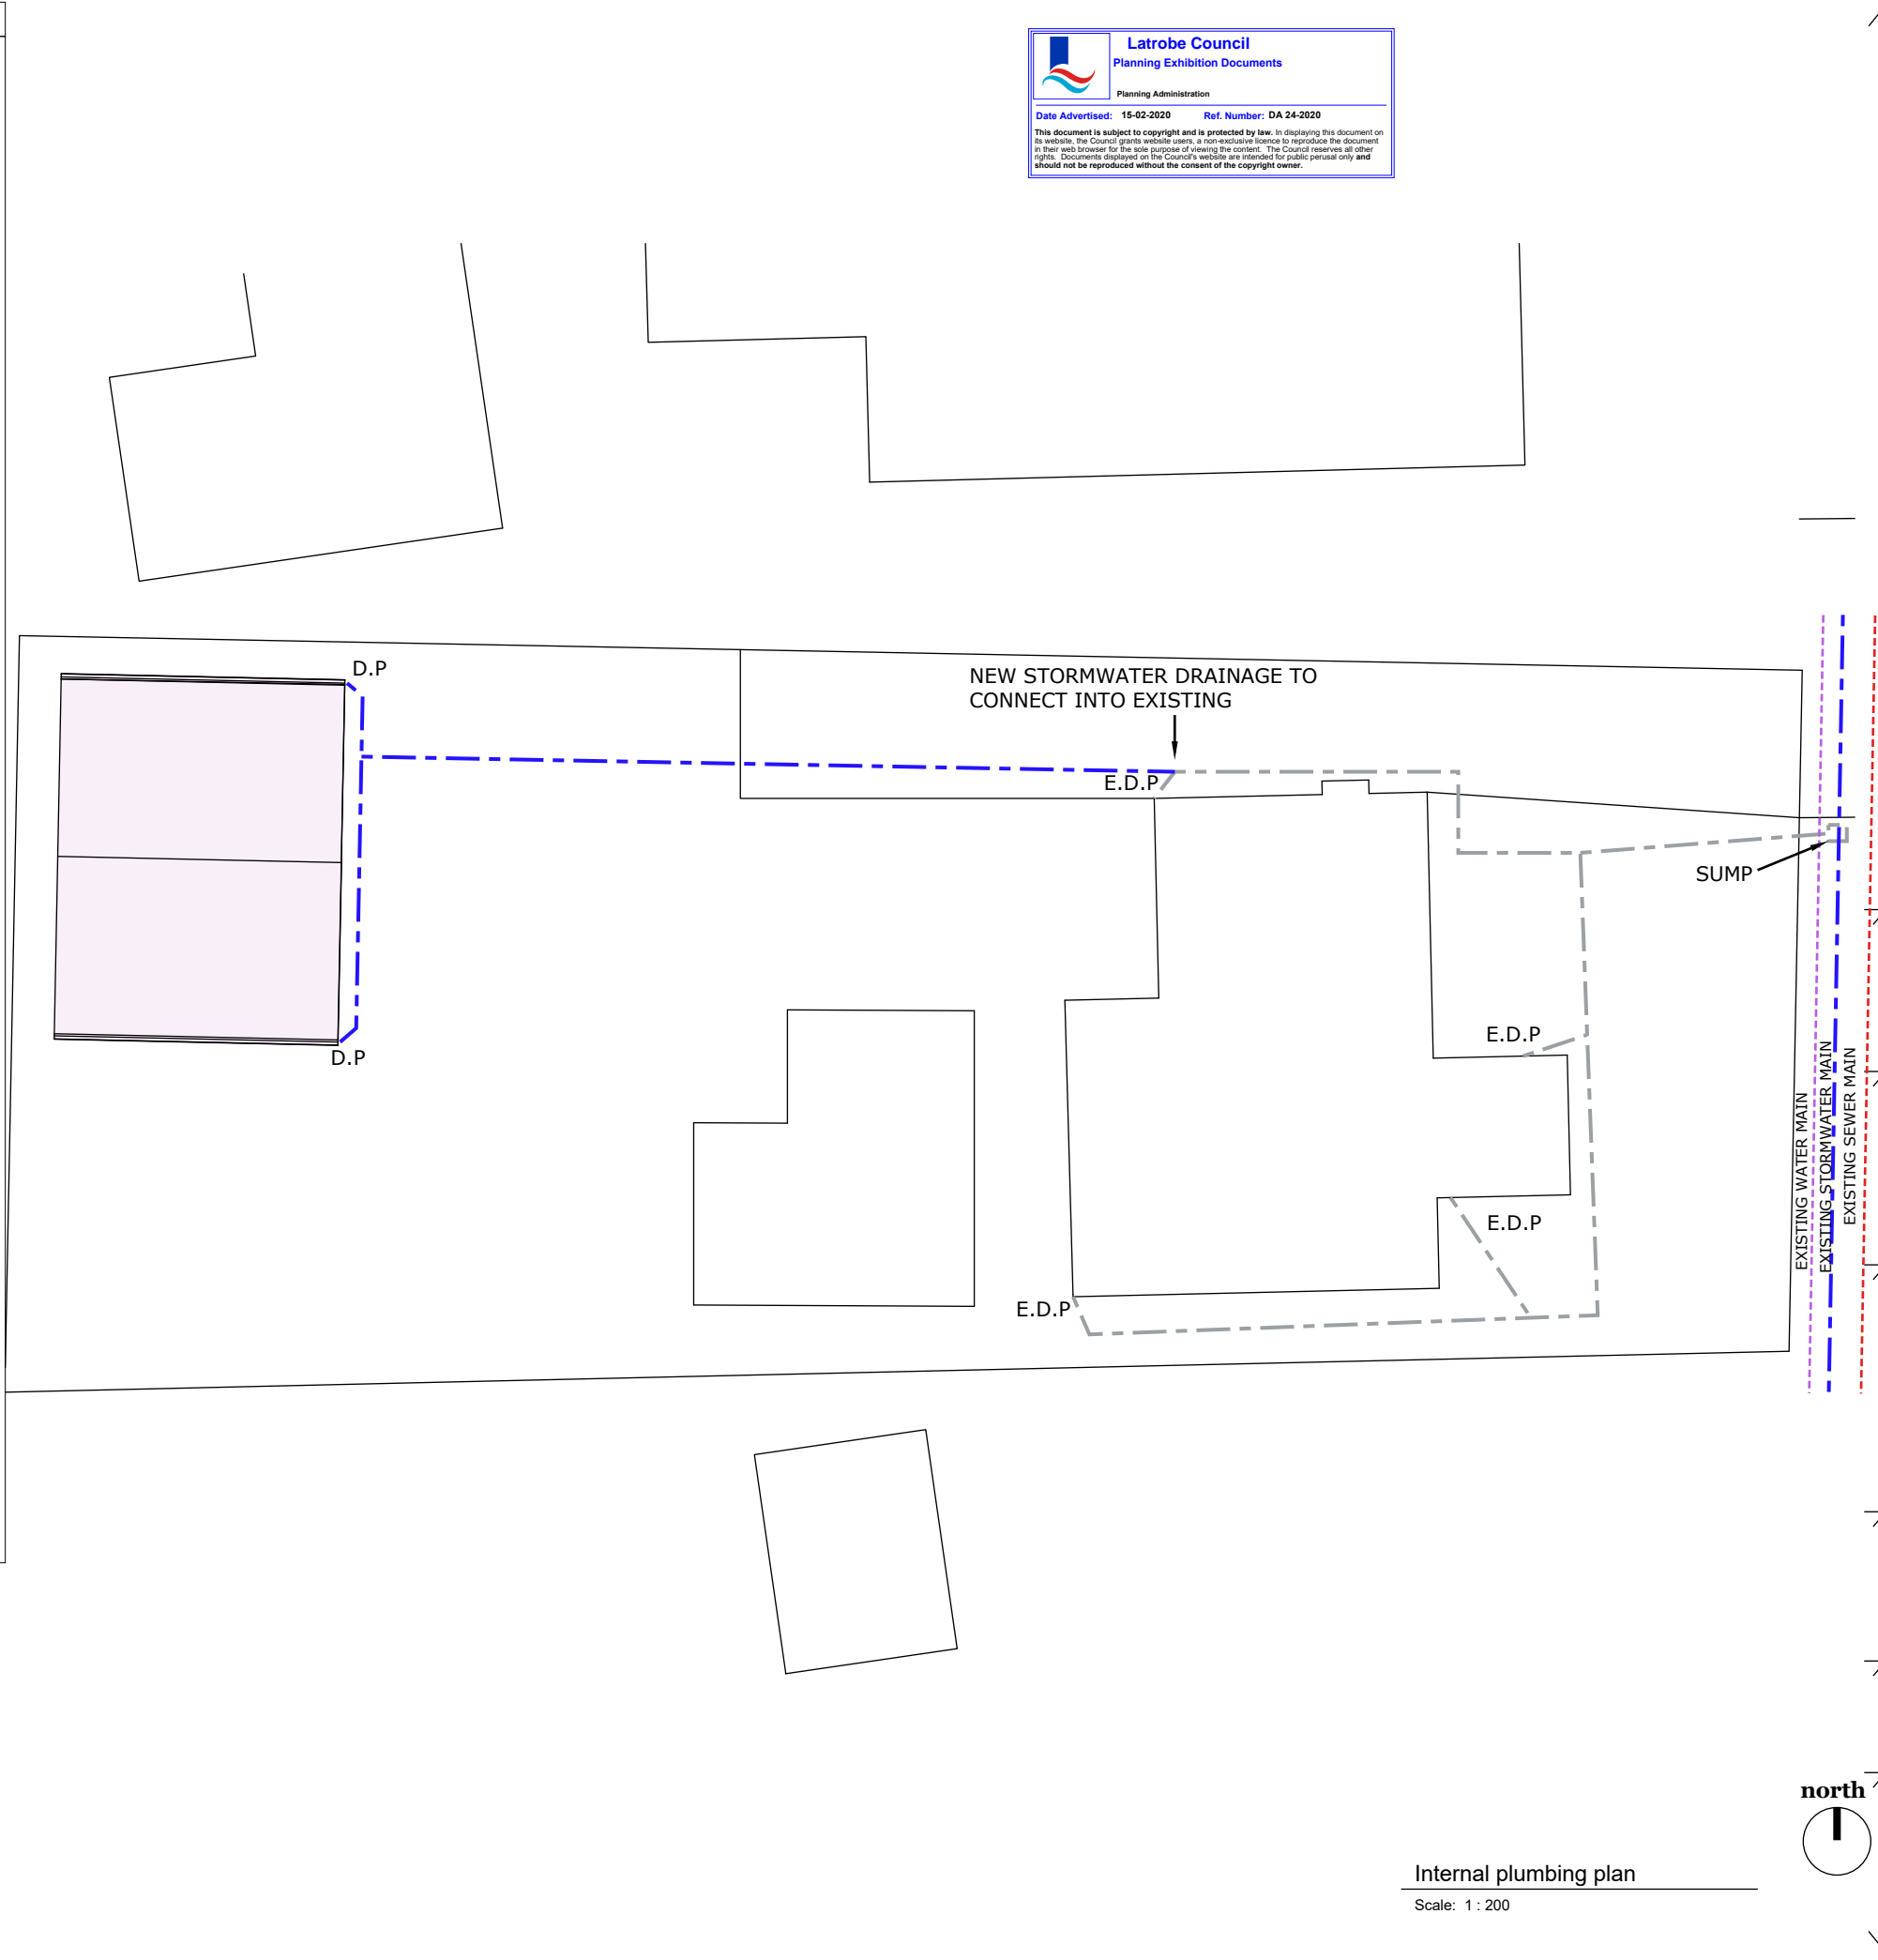 Latrobe Council
Planning Exhibition Documents
Planning Administration
Date Advertised: 15-02-2020 Ref. Number: DA 24-2020
This document is subject to copyright and is protected by law. In displaying this document on
its website, the Council grants website users, a non-exclusive licence to reproduce the document
in their web browser for the sole purpose of viewing the content. The Council reserves all other
rights. Documents displayed on the Council's website are intended for public perusal only and
should not be reproduced without the consent of the copyright owner.
D.P
NEW STORMWATER DRAINAGE TO
CONNECT INTO EXISTING
E.D.P
SUMP
D.P
E.D.P
E.D.P
E.D.P
EXISTING WATER MAIN
EXISTING STORMWATER MAIN
EXISTING SEWER MAIN
north
Internal plumbing plan
Scale: 1 : 200